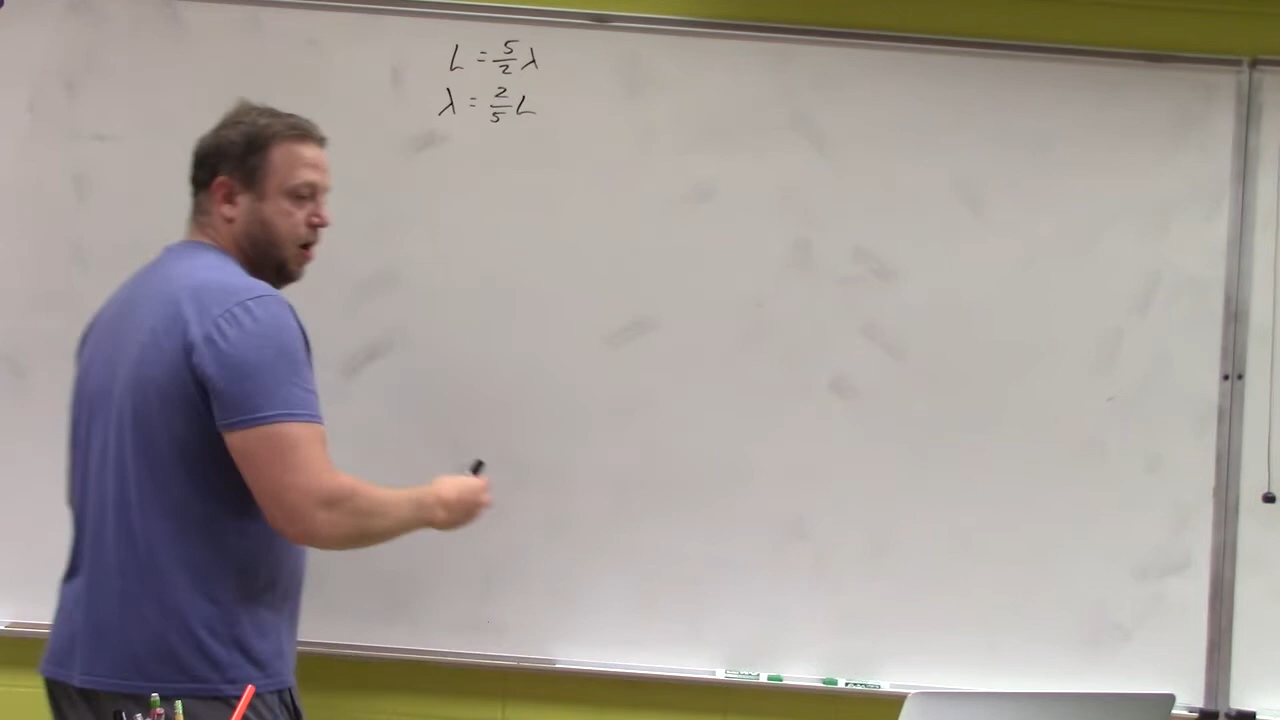 L = 5/2 λ
λ = 2/5 L